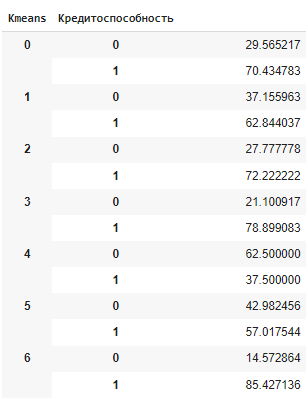 Kmeans Кредитоспособность
0 0 29.565217
1 70.434783
1 0 37.155963
1 62.844037
2 0 27.777778
1 72.222222
3 0 21.100917
1 78.899083
4 0 62.500000
1 37.500000
5 0 42.982456
1 57.017544
6 0 14.572864
1 85.427136